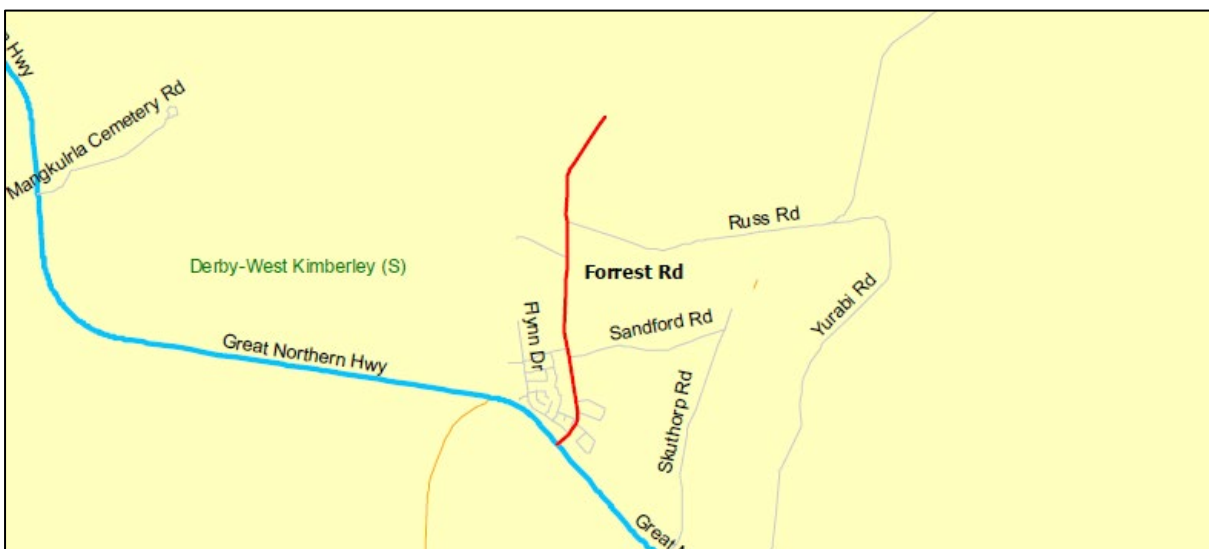 Hwy
Mangkulrla Cemetery Rd
Russ Rd
Derby-West Kimberley (S)
Forrest Rd
Yurabi Rd
Flynn Dr
Sandford Rd
Great Northern Hwy
Skuthorp Rd
Great